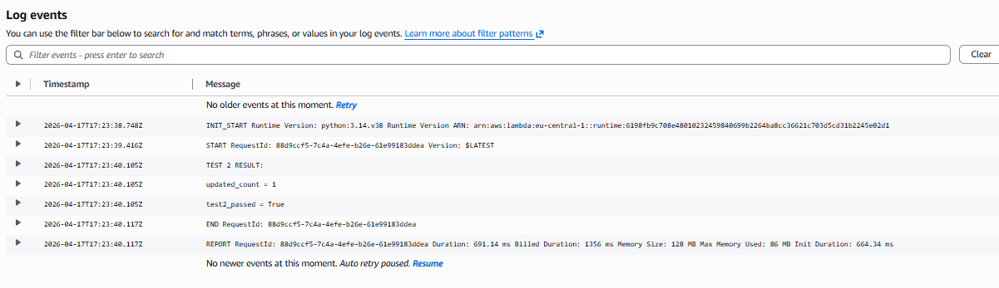 Log events
You can use the filter bar below to search for and match terms, phrases, or values in your log events. Learn more about filter patterns
Filter events - press enter to search
Clear
Timestamp Message
No older events at this moment. Retry
2026-04-17T17:23:38.748Z INIT_START Runtime Version: python:3.14.v38 Runtime Version ARN: arn:aws:lambda:eu-central-1::runtime:6198fb9c708e48010232459840699b2264ba8cc36621c703d5cd31b2245e02d1
2026-04-17T17:23:39.416Z START RequestId: 88d9ccf5-7c4a-4efe-b26e-61e99183ddea Version: $LATEST
2026-04-17T17:23:40.105Z TEST 2 RESULT:
2026-04-17T17:23:40.105Z updated_count = 1
2026-04-17T17:23:40.105Z test2_passed = True
2026-04-17T17:23:40.117Z END RequestId: 88d9ccf5-7c4a-4efe-b26e-61e99183ddea
2026-04-17T17:23:40.117Z REPORT RequestId: 88d9ccf5-7c4a-4efe-b26e-61e99183ddea Duration: 691.14 ms Billed Duration: 1356 ms Memory Size: 128 MB Max Memory Used: 86 MB Init Duration: 664.34 ms
No newer events at this moment. Auto retry paused. Resume